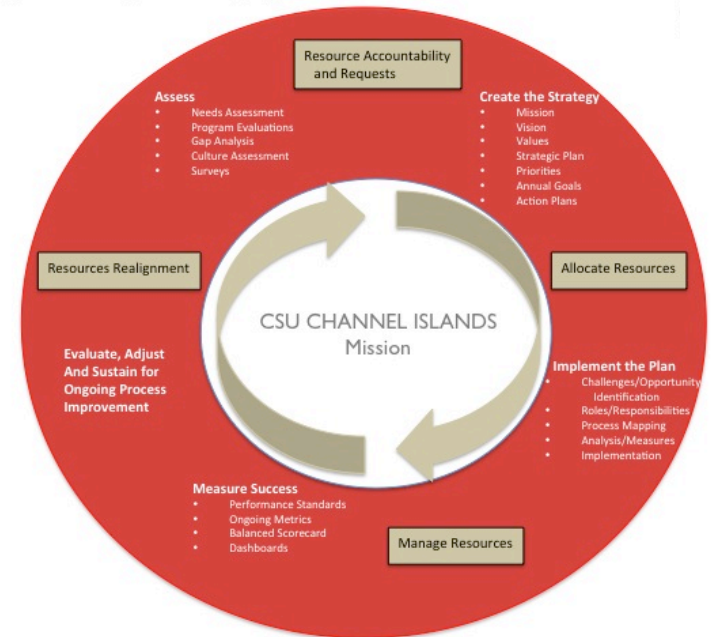 Resource Accountability
and Requests
Assess
• Needs Assessment
• Program Evaluations
• Gap Analysis
• Culture Assessment
• Surveys
Create the Strategy
• Mission
• Vision
• Values
• Strategic Plan
• Priorities
• Annual Goals
• Action Plans
Resources Realignment
Allocate Resources
CSU CHANNEL ISLANDS
Mission
Evaluate, Adjust
And Sustain for
Ongoing Process
Improvement
Implement the Plan
• Challenges/Opportunity
Identification
• Roles/Responsibilities
• Process Mapping
• Analysis/Measures
• Implementation
Measure Success
• Performance Standards
• Ongoing Metrics
• Balanced Scorecard
• Dashboards
Manage Resources